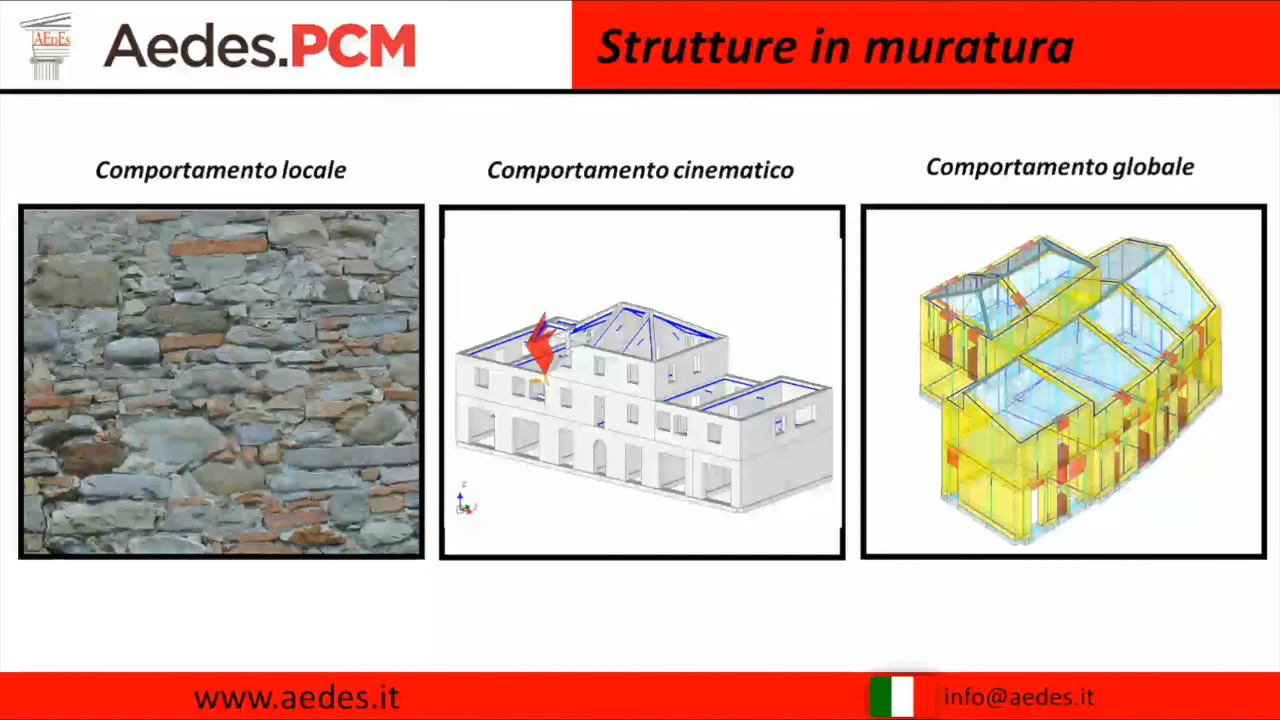 AEDES
Aedes.PCM
Strutture in muratura
Comportamento locale
Comportamento cinematico
Comportamento globale
z
www.aedes.it
info@aedes.it